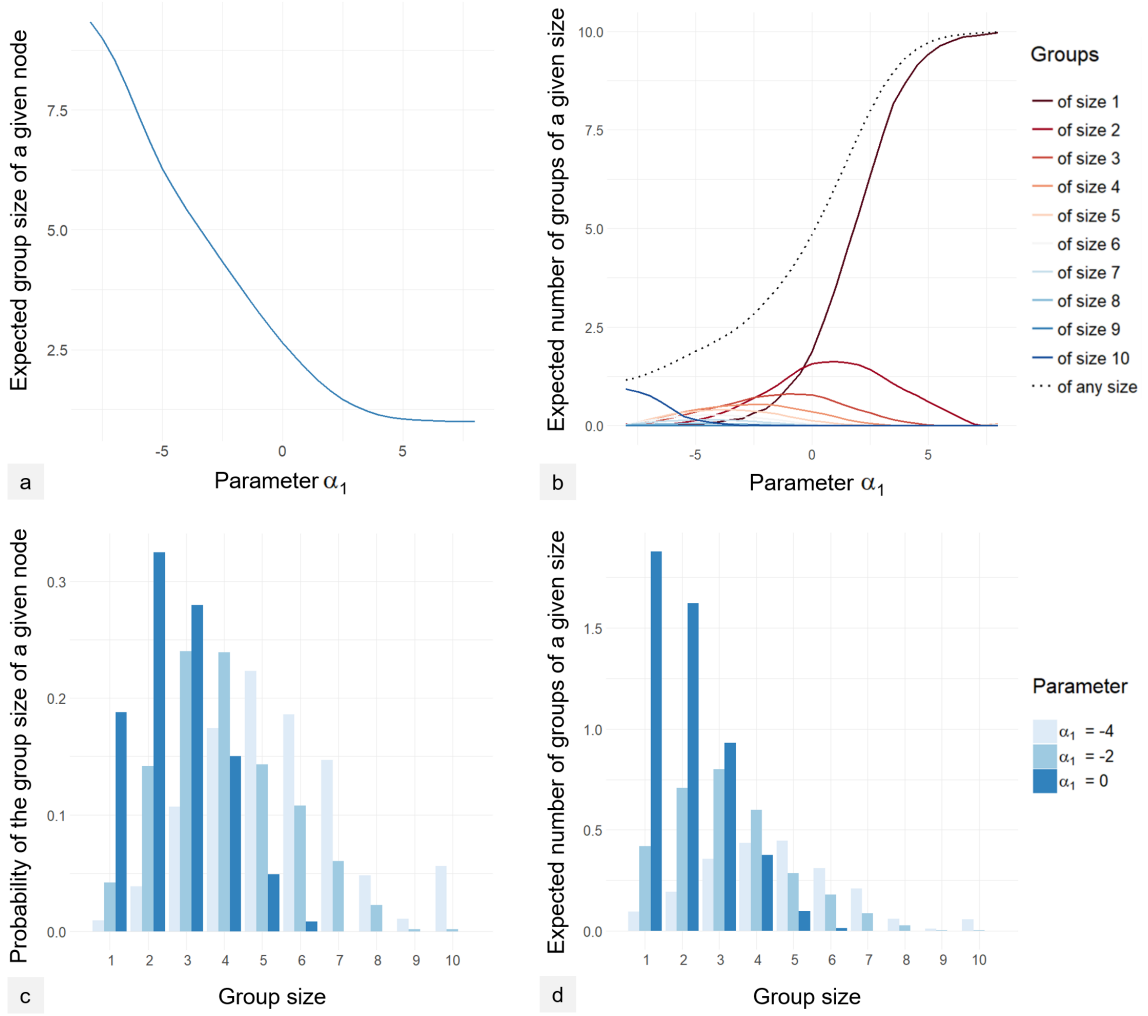 Expected group size of a given node
7.5
5.0
2.5
-5
0
5
Parameter α1
a
Expected number of groups of a given size
10.0
7.5
5.0
2.5
0.0
-5
0
5
Parameter α1
b
Groups
of size 1
of size 2
of size 3
of size 4
of size 5
of size 6
of size 7
of size 8
of size 9
of size 10
of any size
Probability of the group size of a given node
0.3
0.2
0.1
0.0
1 2 3 4 5 6 7 8 9 10
Group size
c
Expected number of groups of a given size
1.5
1.0
0.5
0.0
1 2 3 4 5 6 7 8 9 10
Group size
d
Parameter
α1 = -4
α1 = -2
α1 = 0